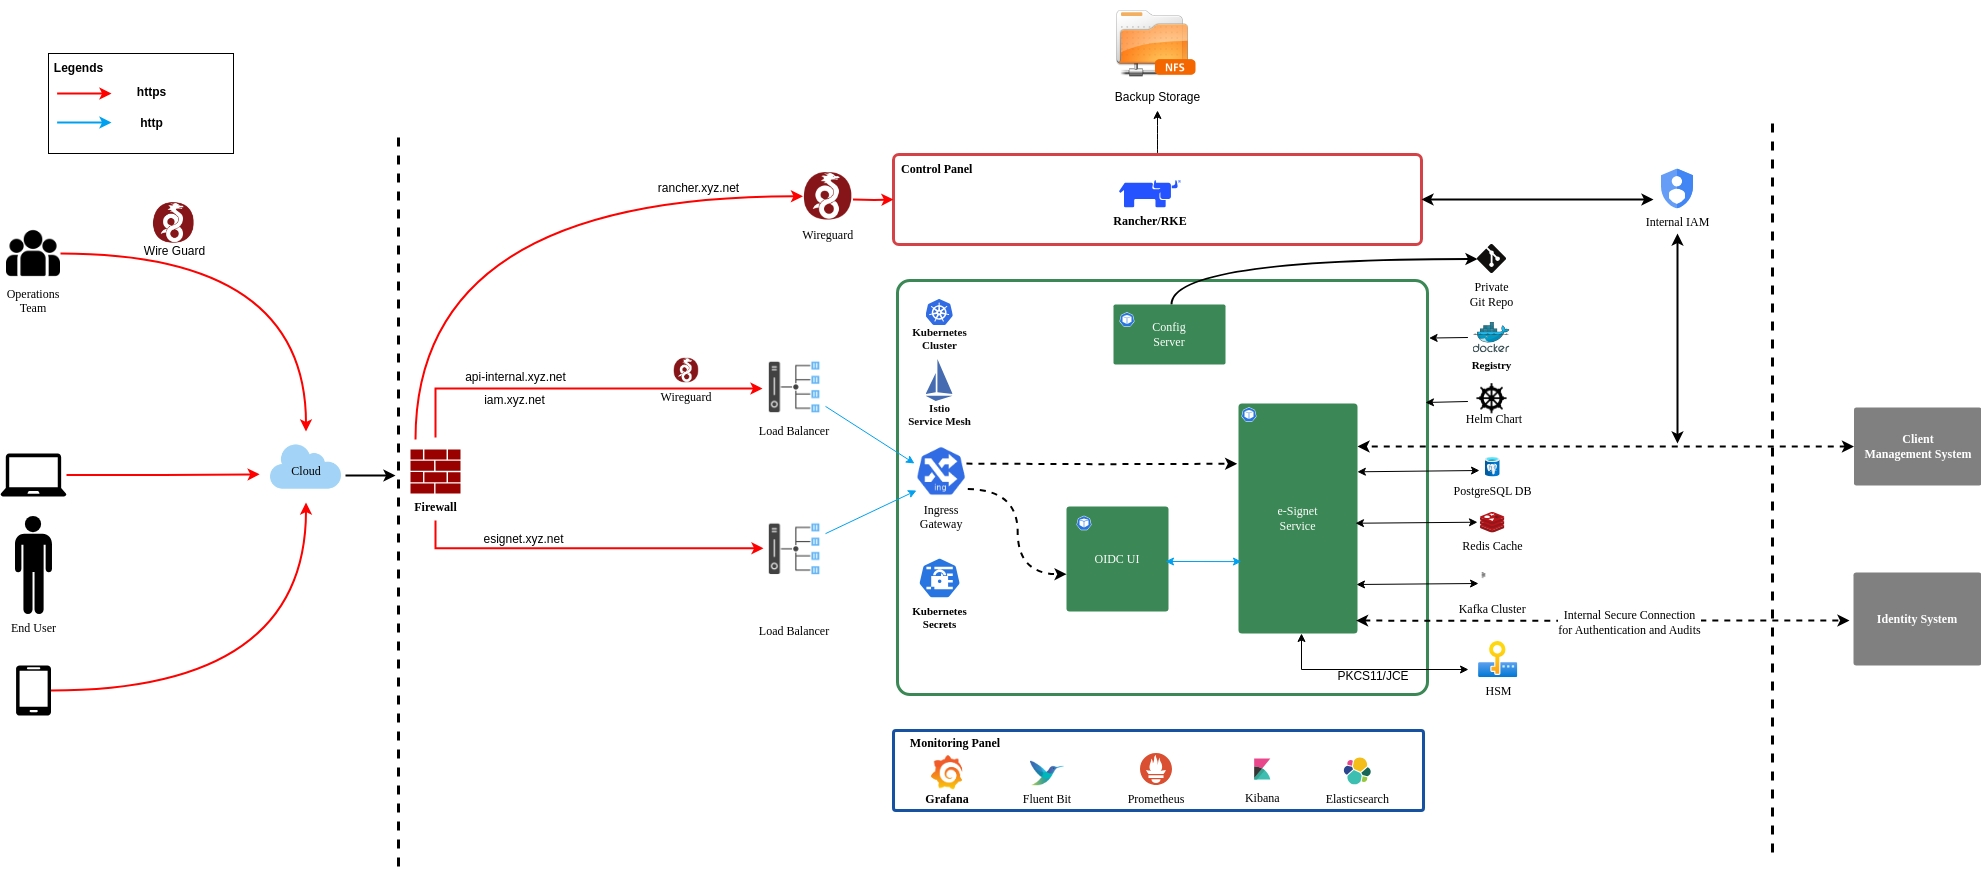 Legends
https
http
NFS
Backup Storage
Control Panel
Rancher/RKE
rancher.xyz.net
Wireguard
Internal IAM
Wire Guard
Operations
Team
Private
Git Repo
Kubernetes
Cluster
Config
Server
docker
Registry
Istio
Service Mesh
Helm Chart
api-internal.xyz.net
iam.xyz.net
Wireguard
Load Balancer
Cloud
Firewall
ing
Ingress
Gateway
Client
Management System
PostgreSQL DB
e-Signet
Service
Redis Cache
esignet.xyz.net
OIDC UI
Kubernetes
Secrets
Kafka Cluster
Internal Secure Connection
for Authentication and Audits
Identity System
End User
Load Balancer
PKCS11/JCE
HSM
Monitoring Panel
Grafana
Fluent Bit
Prometheus
Kibana
Elasticsearch